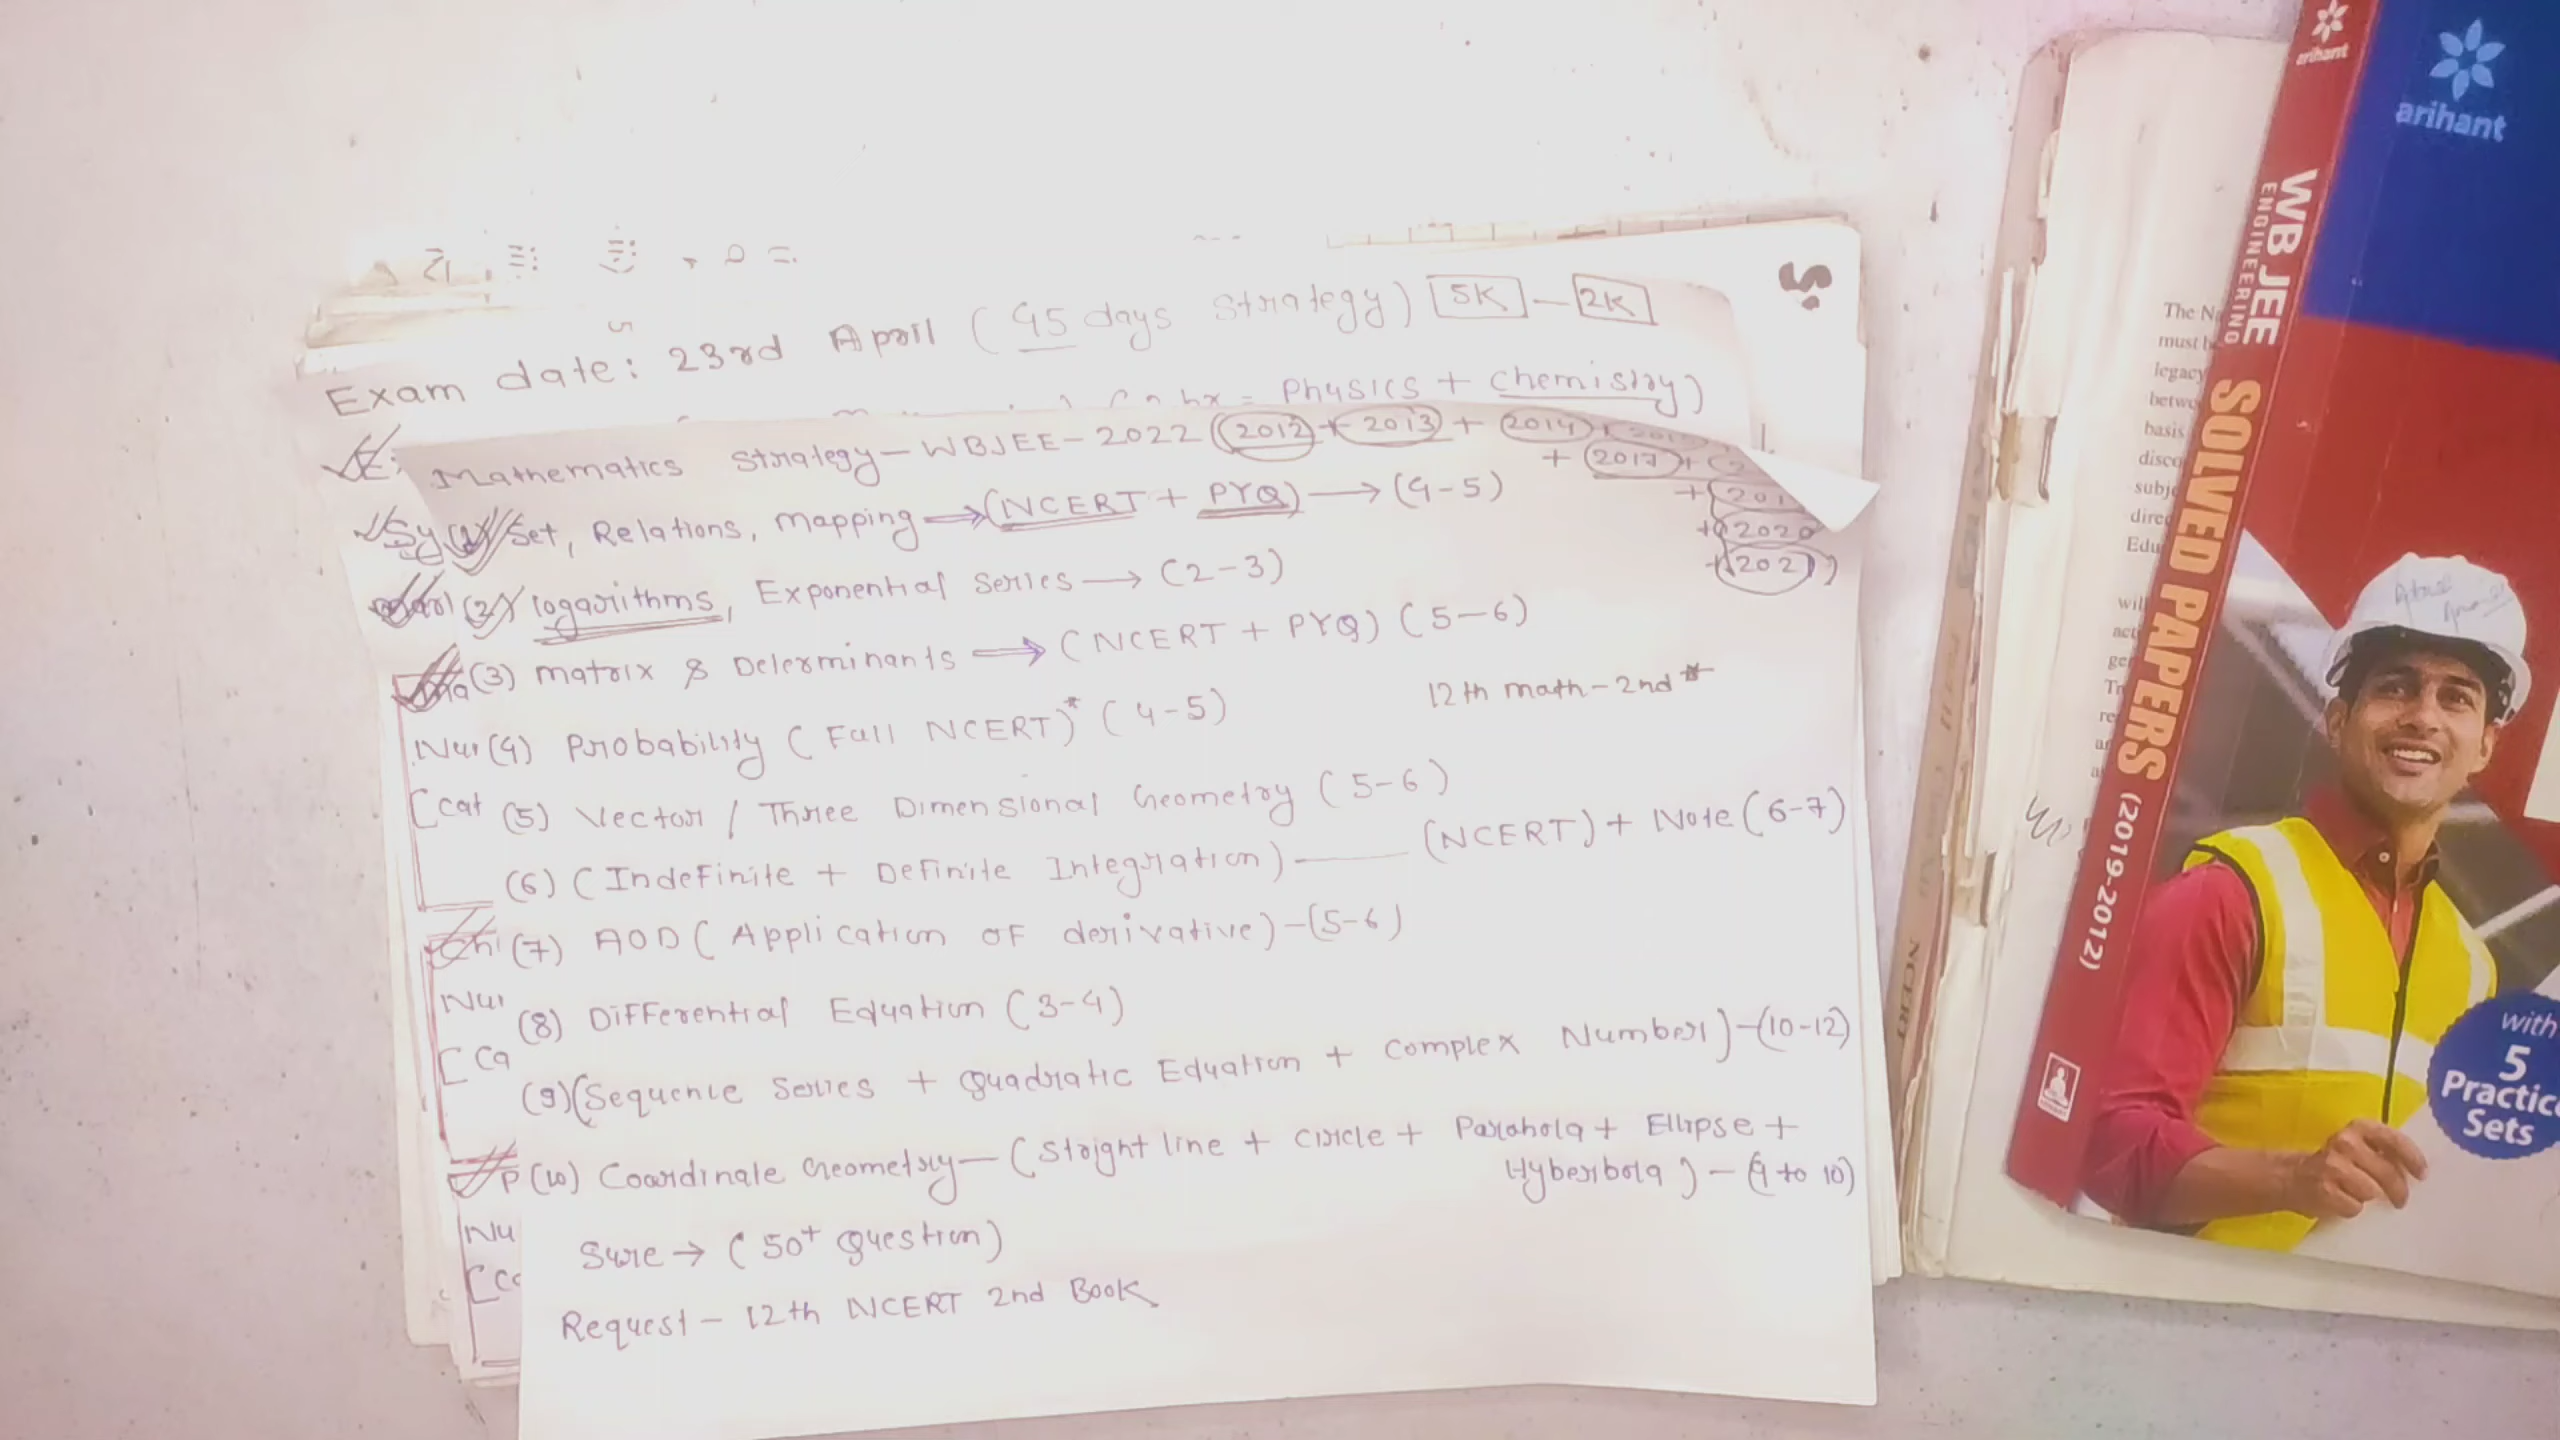 Exam date: 23rd April (45 days Strategy) 5K - 2K
= Physics + Chemistry)
Mathematics Strategy - WBJEE - 2022 (2012 + 2013 + 2014 +
+ 2017 +
+ 2020
+ 2021)
(1) Set, Relations, Mapping ⟹ (NCERT + PYQ) ⟶ (4-5)
(2) logarithms, Exponential Series ⟶ (2-3)
(3) Matrix & Determinants ⟹ (NCERT + PYQ) (5-6)
12th math - 2nd *
(4) Probability (Full NCERT)* (4-5)
(5) Vector / Three Dimensional Geometry (5-6)
(6) (Indefinite + Definite Integration) — (NCERT) + Note (6-7)
(7) AOD (Application of derivative) - (5-6)
(8) Differential Equation (3-4)
(9) (Sequence Series + Quadratic Equation + Complex Number) - (10-12)
(10) Coordinate Geometry - (Straight line + circle + Parabola + Ellipse +
Hyberbola) - (9 to 10)
Sure → (50+ question)
Request - 12th NCERT 2nd Book
arihant
WB JEE
ENGINEERING
SOLVED PAPERS (2019-2012)
arihant
with
5
Practice
Sets
NCERT